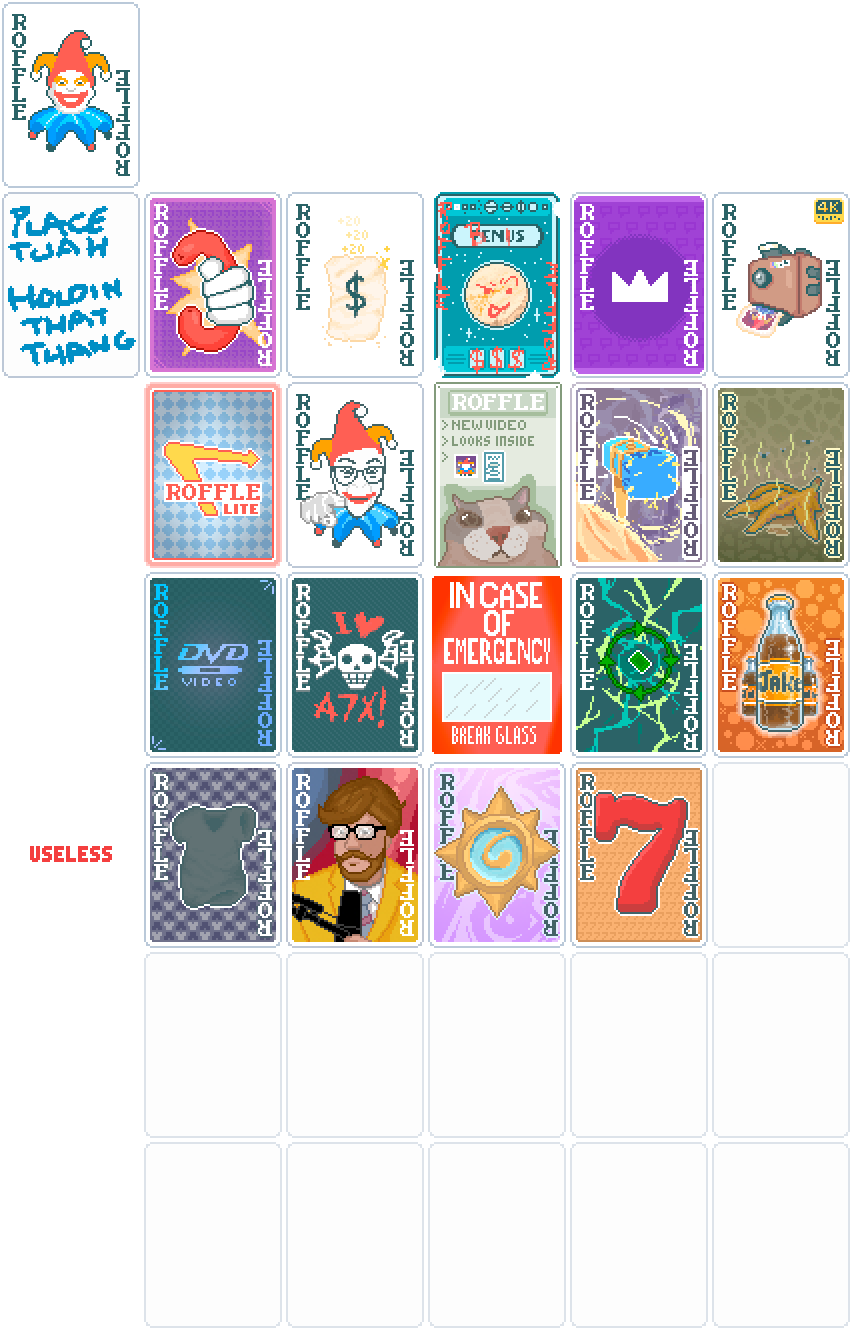 ROFFLE
ROFFLE
PLACE
TUAH
HOLDIN
THAT
THANG
ROFFLE
ROFFLE
ROFFLE
+20
+20
+20
$
ROFFLE
VENUS
$$$
ROFFLE
ROFFLE
ROFFLE
4K
ROFFLE
ROFFLE
LITE
ROFFLE
ROFFLE
ROFFLE
> NEW VIDEO
> LOOKS INSIDE
>
ROFFLE
ROFFLE
ROFFLE
ROFFLE
ROFFLE
DVD
VIDEO
ROFFLE
ROFFLE
I ♥
A7X!
ROFFLE
IN CASE
OF
EMERGENCY
BREAK GLASS
ROFFLE
ROFFLE
ROFFLE
Jake
ROFFLE
USELESS
ROFFLE
ROFFLE
ROFFLE
ROFFLE
ROFFLE
ROFFLE
ROFFLE
7
ROFFLE